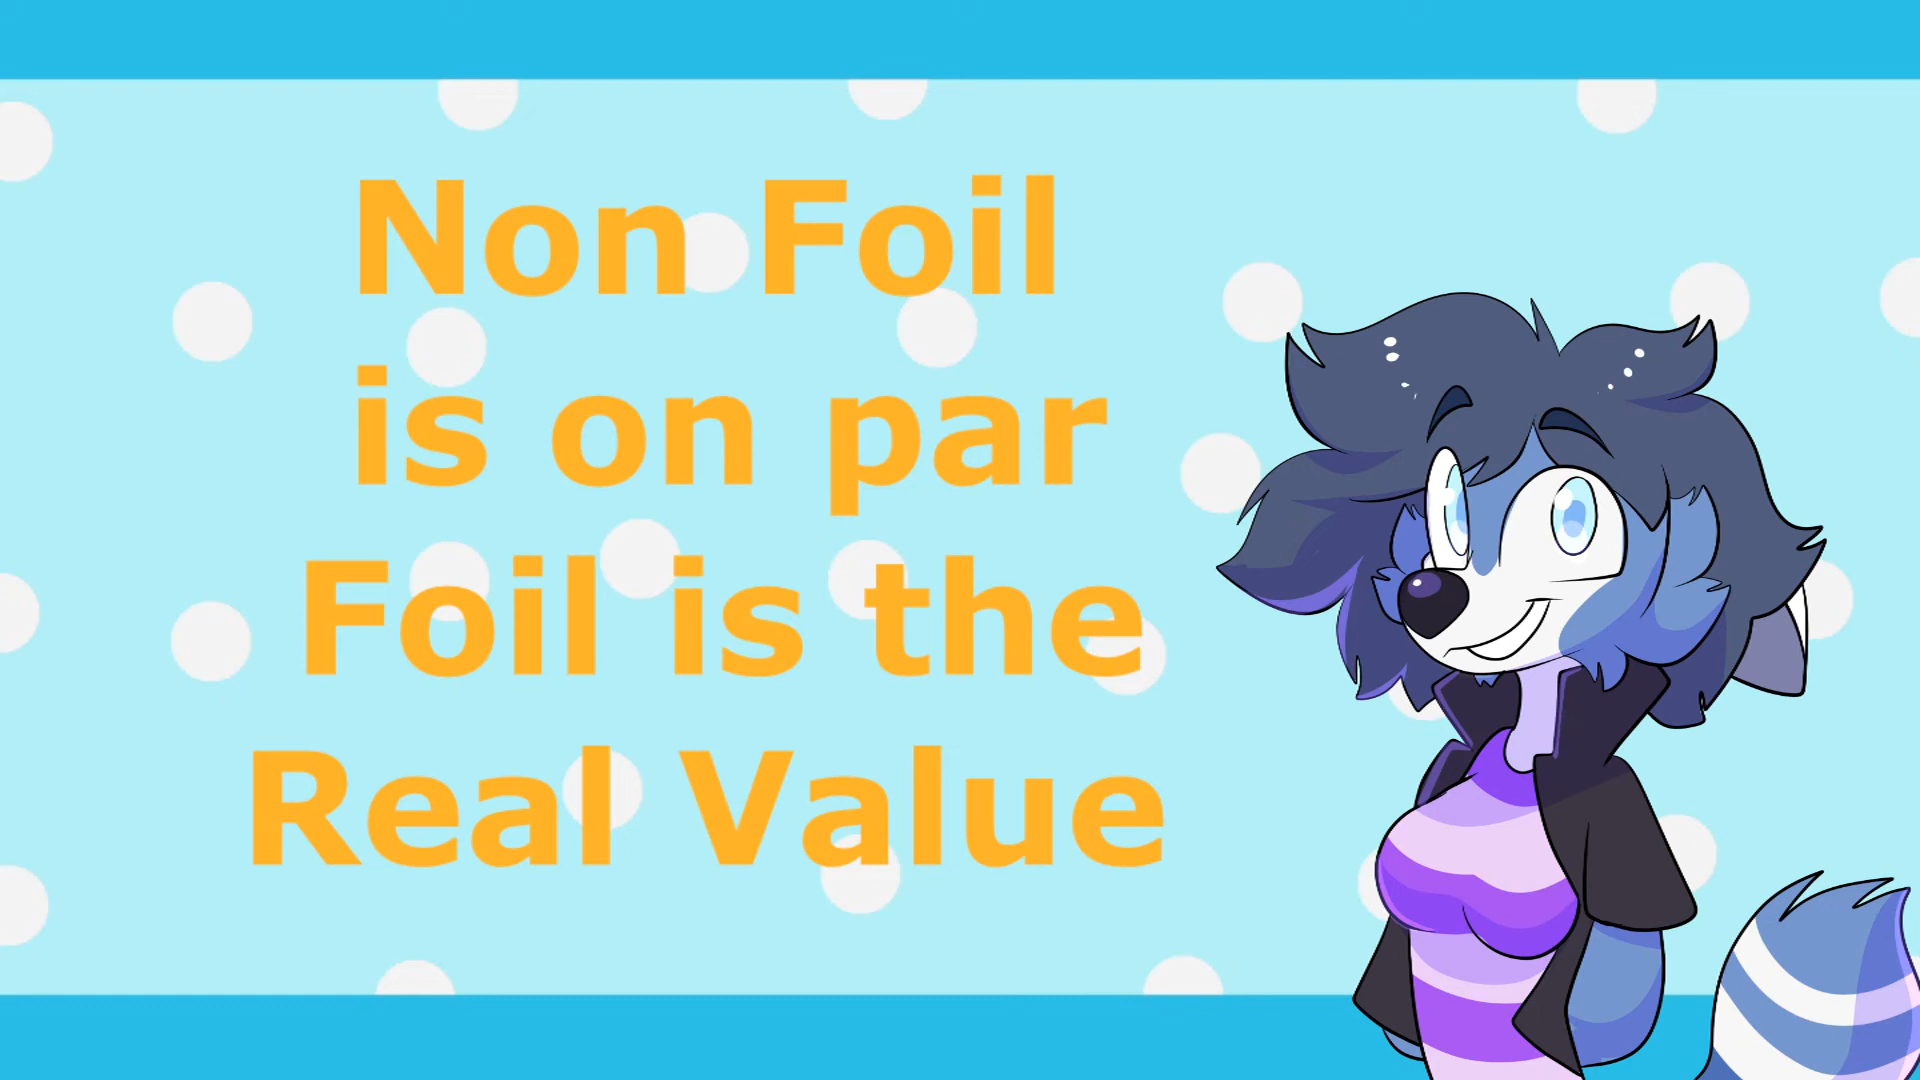 Non Foil
is on par
Foil is the
Real Value